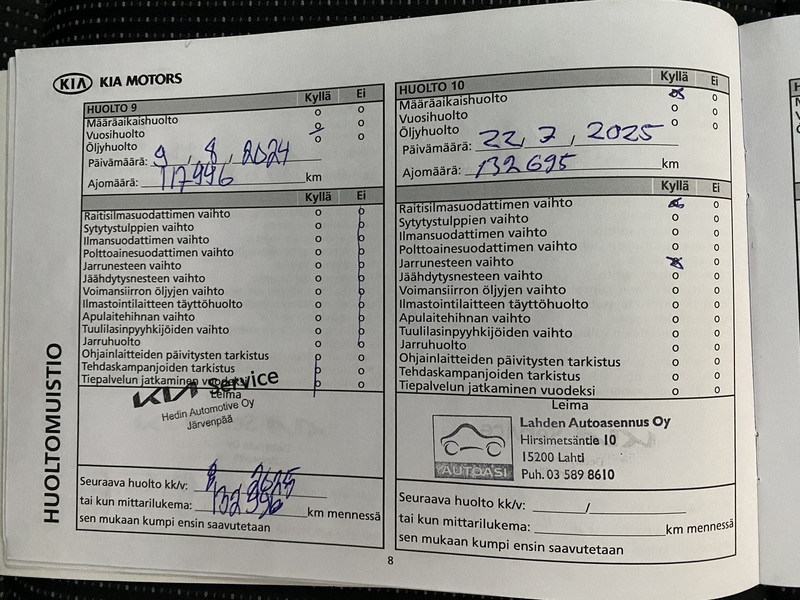 KIA KIA MOTORS
HUOLTO 9 Kyllä Ei
Määräaikaishuolto o o
Vuosihuolto o o
Öljyhuolto o o
Päivämäärä: 9, 8, 2024
Ajomäärä: 117996 km
Kyllä Ei
Raitisilmasuodattimen vaihto o o
Sytytystulppien vaihto o o
Ilmansuodattimen vaihto o o
Polttoainesuodattimen vaihto o o
Jarrunesteen vaihto o o
Jäähdytysnesteen vaihto o o
Voimansiirron öljyjen vaihto o o
Ilmastointilaitteen täyttöhuolto o o
Apulaitehihnan vaihto o o
Tuulilasinpyyhkijöiden vaihto o o
Jarruhuolto o o
Ohjainlaitteiden päivitysten tarkistus o o
Tehdaskampanjoiden tarkistus o o
Tiepalvelun jatkaminen vuodeksi o o
Leima
KIA Service
Hedin Automotive Oy
Järvenpää
Seuraava huolto kk/v: 8 2025
tai kun mittarilukema: 132996 km mennessä
sen mukaan kumpi ensin saavutetaan
HUOLTO 10 Kyllä Ei
Määräaikaishuolto o o
Vuosihuolto o o
Öljyhuolto o o
Päivämäärä: 22, 7, 2025
Ajomäärä: 132695 km
Kyllä Ei
Raitisilmasuodattimen vaihto o o
Sytytystulppien vaihto o o
Ilmansuodattimen vaihto o o
Polttoainesuodattimen vaihto o o
Jarrunesteen vaihto o o
Jäähdytysnesteen vaihto o o
Voimansiirron öljyjen vaihto o o
Ilmastointilaitteen täyttöhuolto o o
Apulaitehihnan vaihto o o
Tuulilasinpyyhkijöiden vaihto o o
Jarruhuolto o o
Ohjainlaitteiden päivitysten tarkistus o o
Tehdaskampanjoiden tarkistus o o
Tiepalvelun jatkaminen vuodeksi o o
Leima
AUTOASI
Lahden Autoasennus Oy
Hirsimetsäntie 10
15200 Lahti
Puh. 03 589 8610
Seuraava huolto kk/v: /
tai kun mittarilukema: km mennessä
sen mukaan kumpi ensin saavutetaan
HUOLTOMUISTIO
8